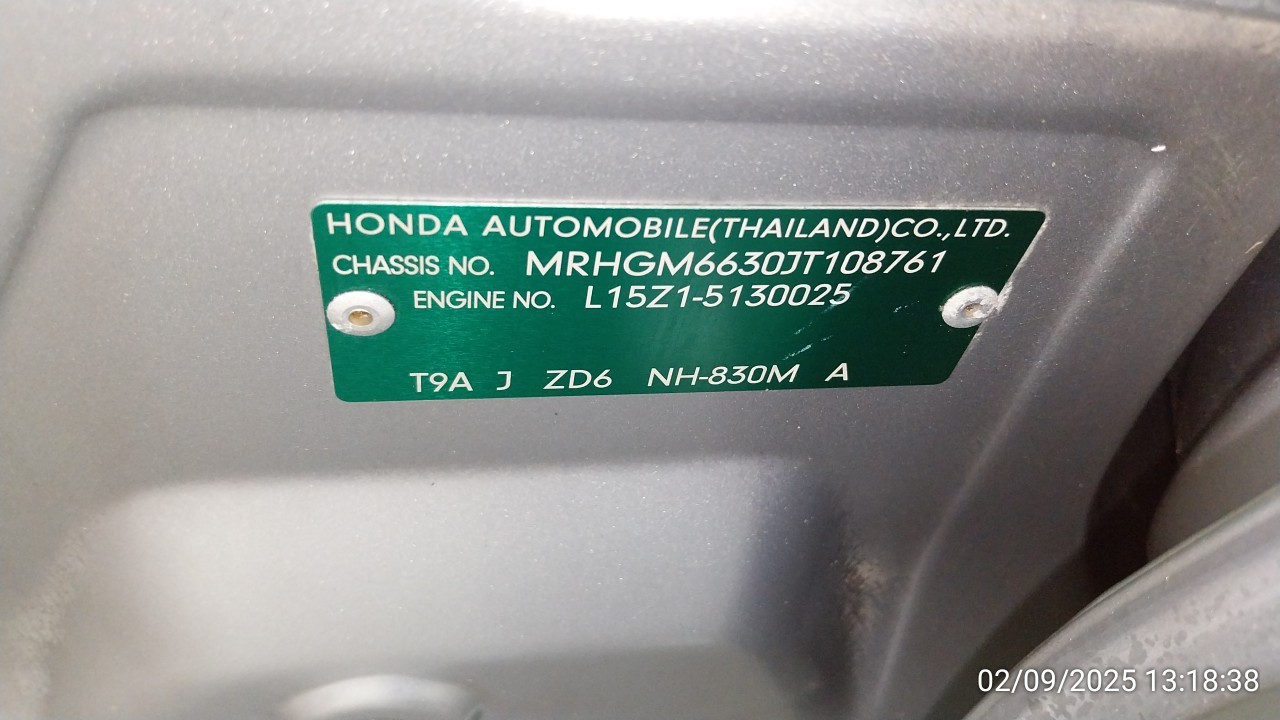 HONDA AUTOMOBILE(THAILAND)CO.,LTD.
CHASSIS NO. MRHGM6630JT108761
ENGINE NO. L15Z1-5130025
T9A J ZD6 NH-830M A
02/09/2025 13:18:38